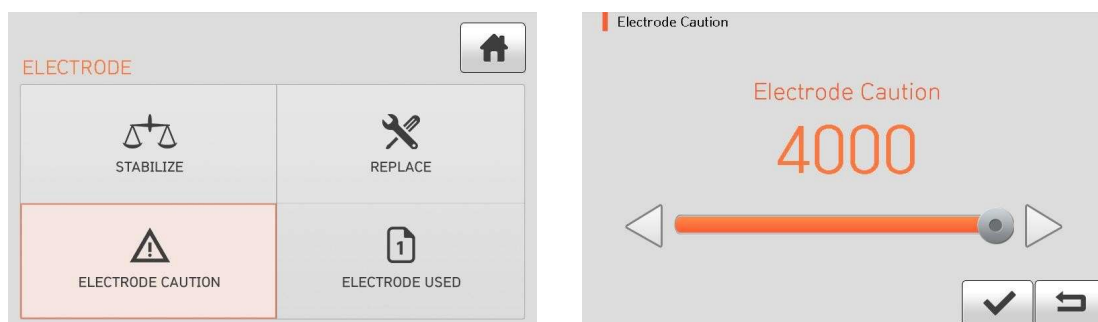 ELECTRODE
STABILIZE
REPLACE
ELECTRODE CAUTION
1
ELECTRODE USED
Electrode Caution
Electrode Caution
4000